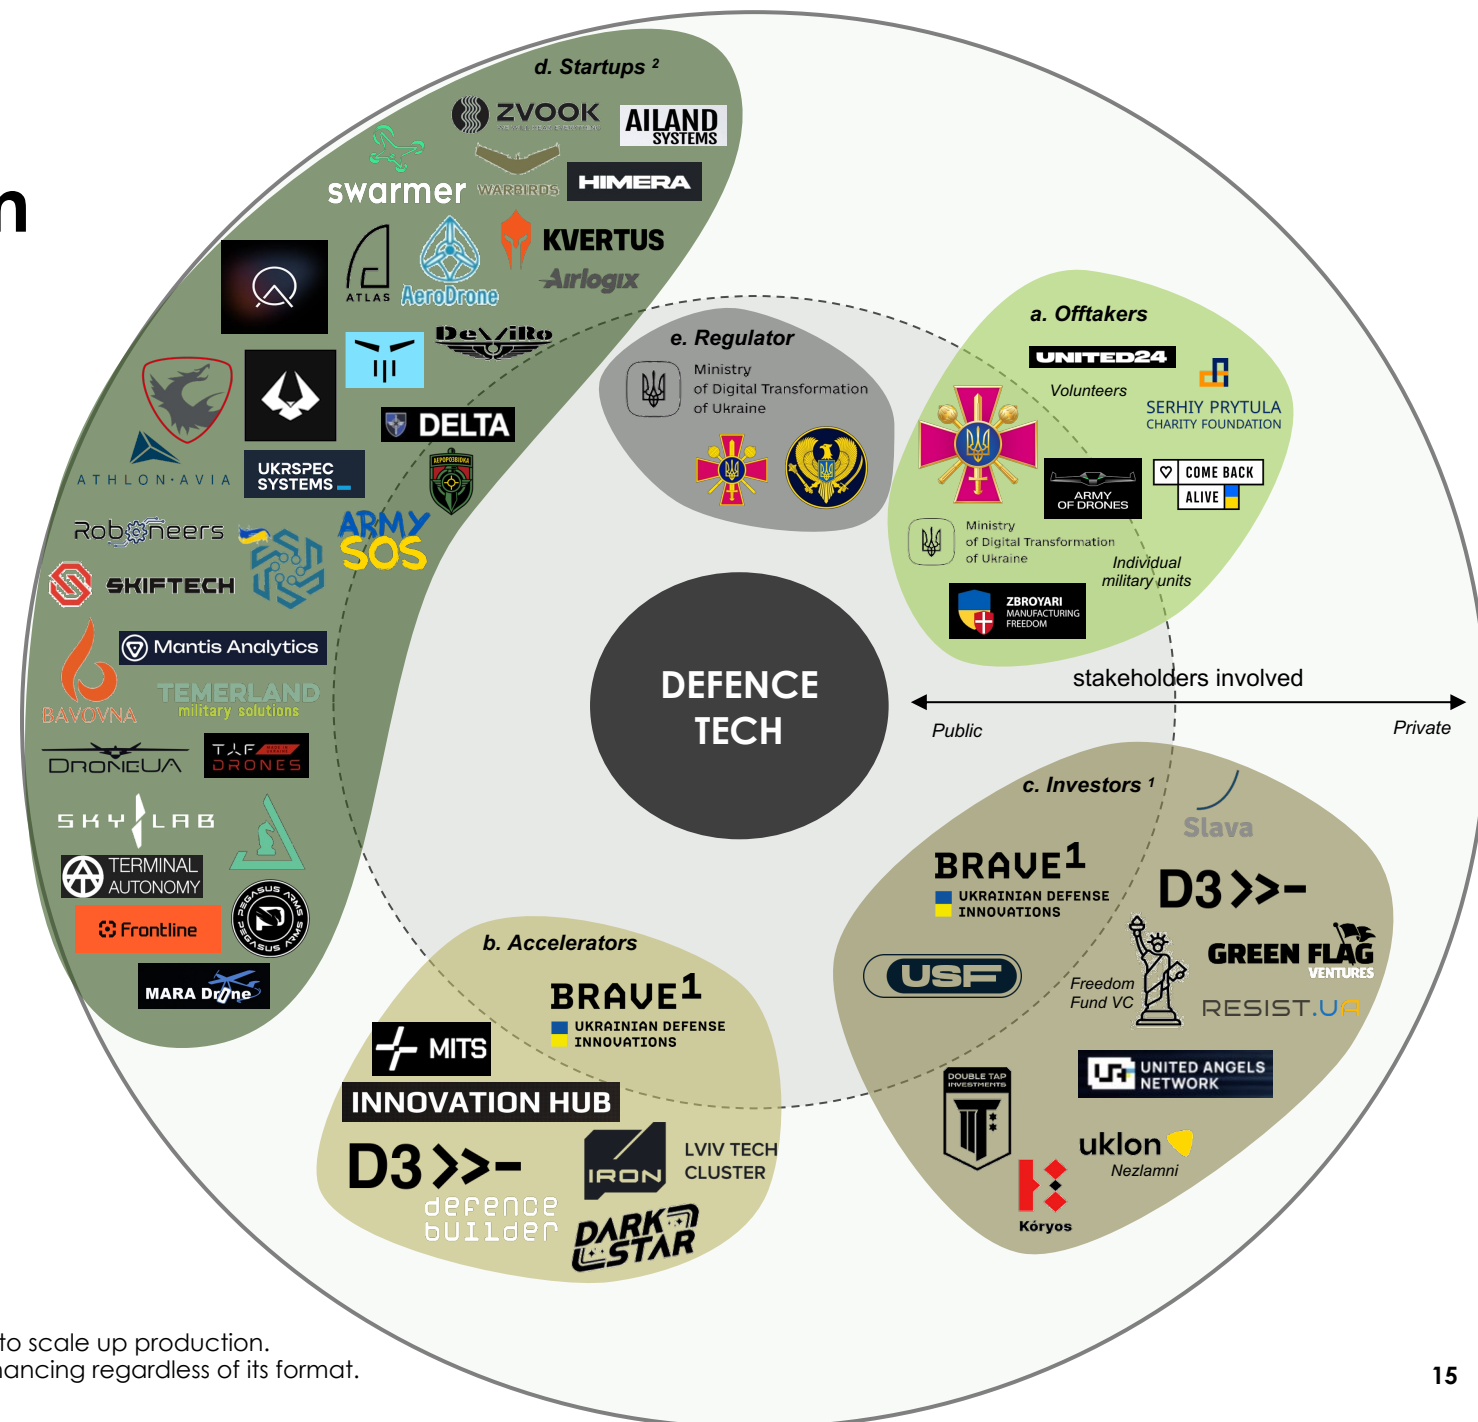 n
d. Startups ²
ZVOOK
AILAND
SYSTEMS
swarmer
WARBIRDS
HIMERA
ATLAS
AeroDrone
KVERTUS
Airlogix
DeViRo
DELTA
АЕРОРОЗВІДКА
ATHLON·AVIA
UKRSPEC
SYSTEMS
Roboneers
ARMY
SOS
SKIFTECH
Mantis Analytics
BAVOVNA
TEMERLAND
military solutions
DRONEUA
TAF
DRONES
SKYLAB
TERMINAL
AUTONOMY
Frontline
PEGASUS ARMS
PEGASUS ARMS
MARA Drone
e. Regulator
Ministry
of Digital Transformation
of Ukraine
a. Offtakers
UNITED24
Volunteers
SERHIY PRYTULA
CHARITY FOUNDATION
ARMY
OF DRONES
COME BACK
ALIVE
Ministry
of Digital Transformation
of Ukraine
Individual
military units
ZBROYARI
MANUFACTURING
FREEDOM
DEFENCE
TECH
stakeholders involved
Public
Private
c. Investors ¹
Slava
BRAVE1
UKRAINIAN DEFENSE
INNOVATIONS
D3
USF
Freedom
Fund VC
GREEN FLAG
VENTURES
RESIST.UA
DOUBLE TAP
INVESTMENTS
UNITED ANGELS
NETWORK
uklon
Nezlamni
Kóryos
b. Accelerators
BRAVE1
UKRAINIAN DEFENSE
INNOVATIONS
MITS
INNOVATION HUB
D3
defence
builder
IRON
LVIV TECH
CLUSTER
DARK
STAR
to scale up production.
nancing regardless of its format.
15